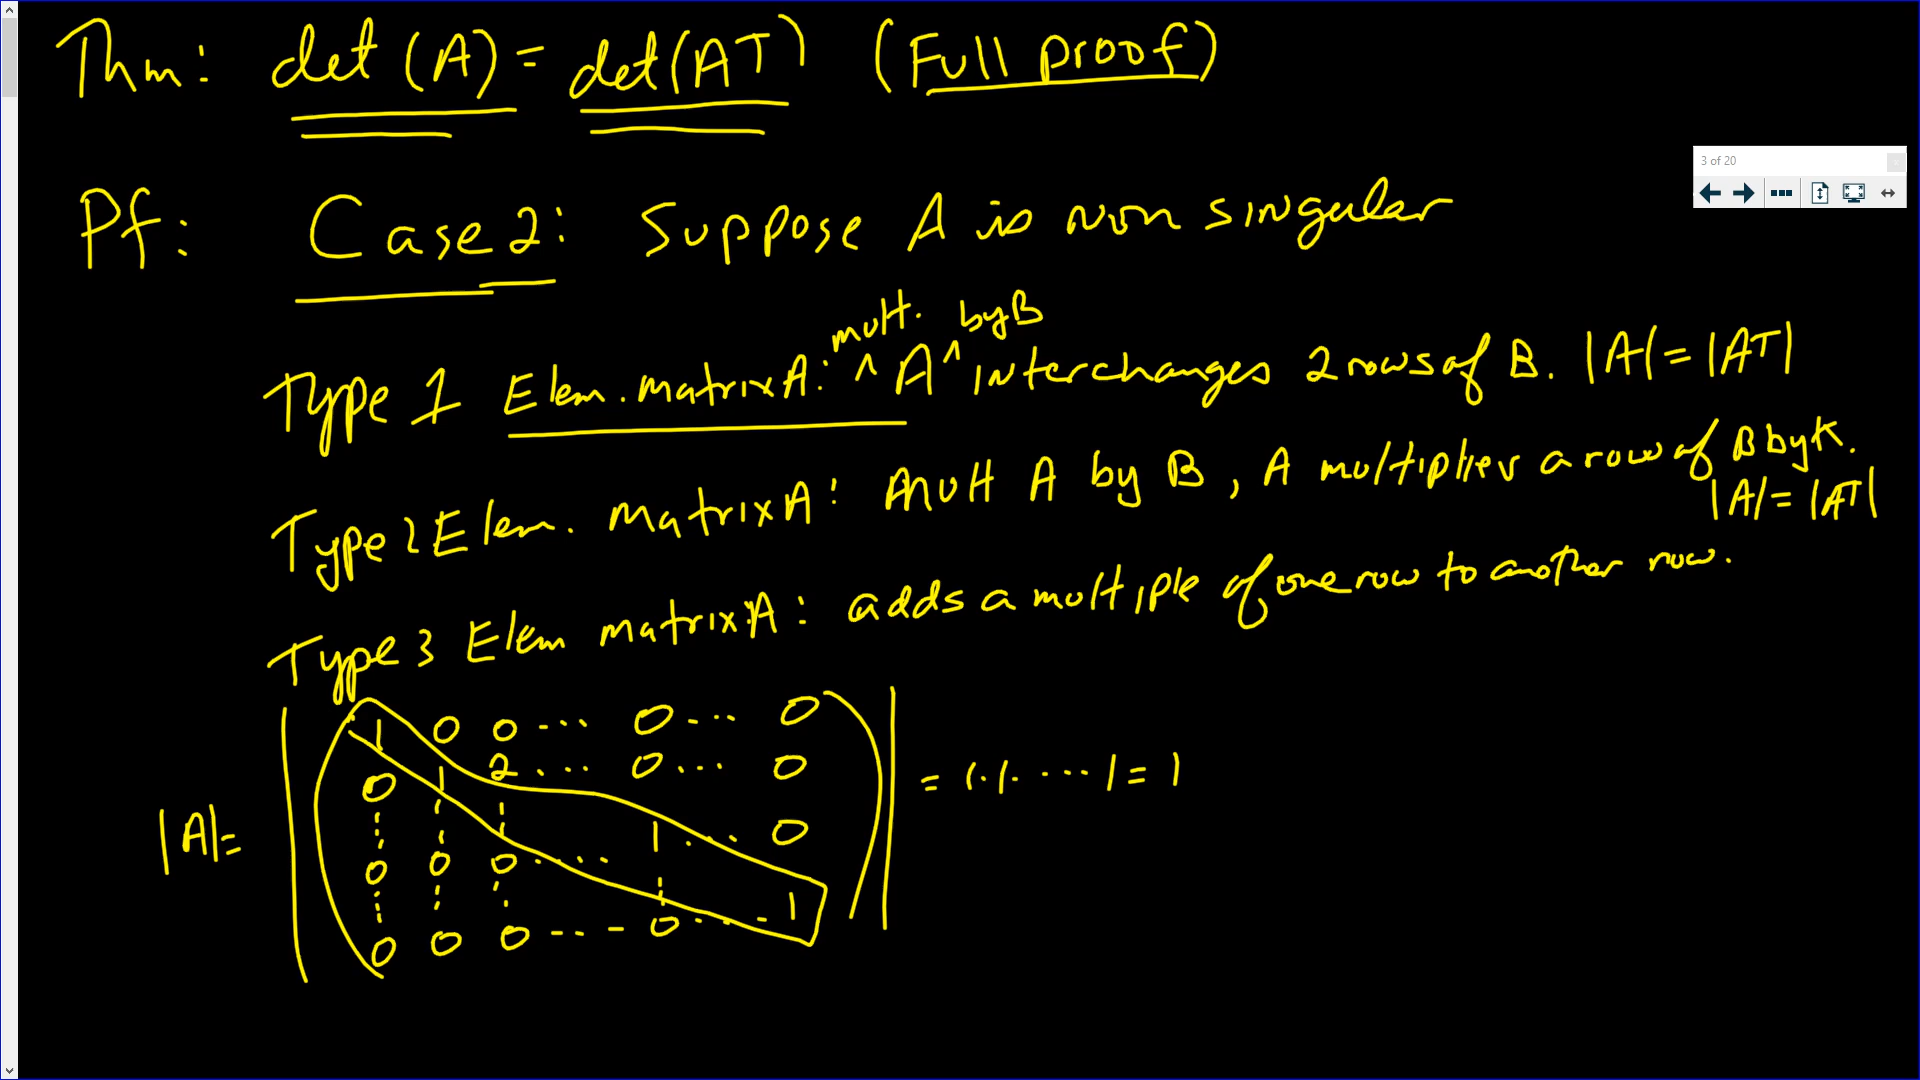 Thm: det(A) = det(AT) (Full proof)
3 of 20
Pf: Case 2: Suppose A is non singular
mult. by B
Type 1 Elem. matrix A: ^ A ^ interchanges 2 rows of B. |A| = |AT|
Type 2 Elem. matrix A: mult A by B, A multiplies a row of B by K.
|A| = |AT|
Type 3 Elem matrix A: adds a multiple of one row to another row.
1 0 0 ... 0 ... 0
0 1 2 ... 0 ... 0
|A| = ⋮ ⋮ ⋮ 1 ... 0 = 1·1· ... 1 = 1
0 0 0 ... ⋮ 1
0 0 0 ... 0 ...